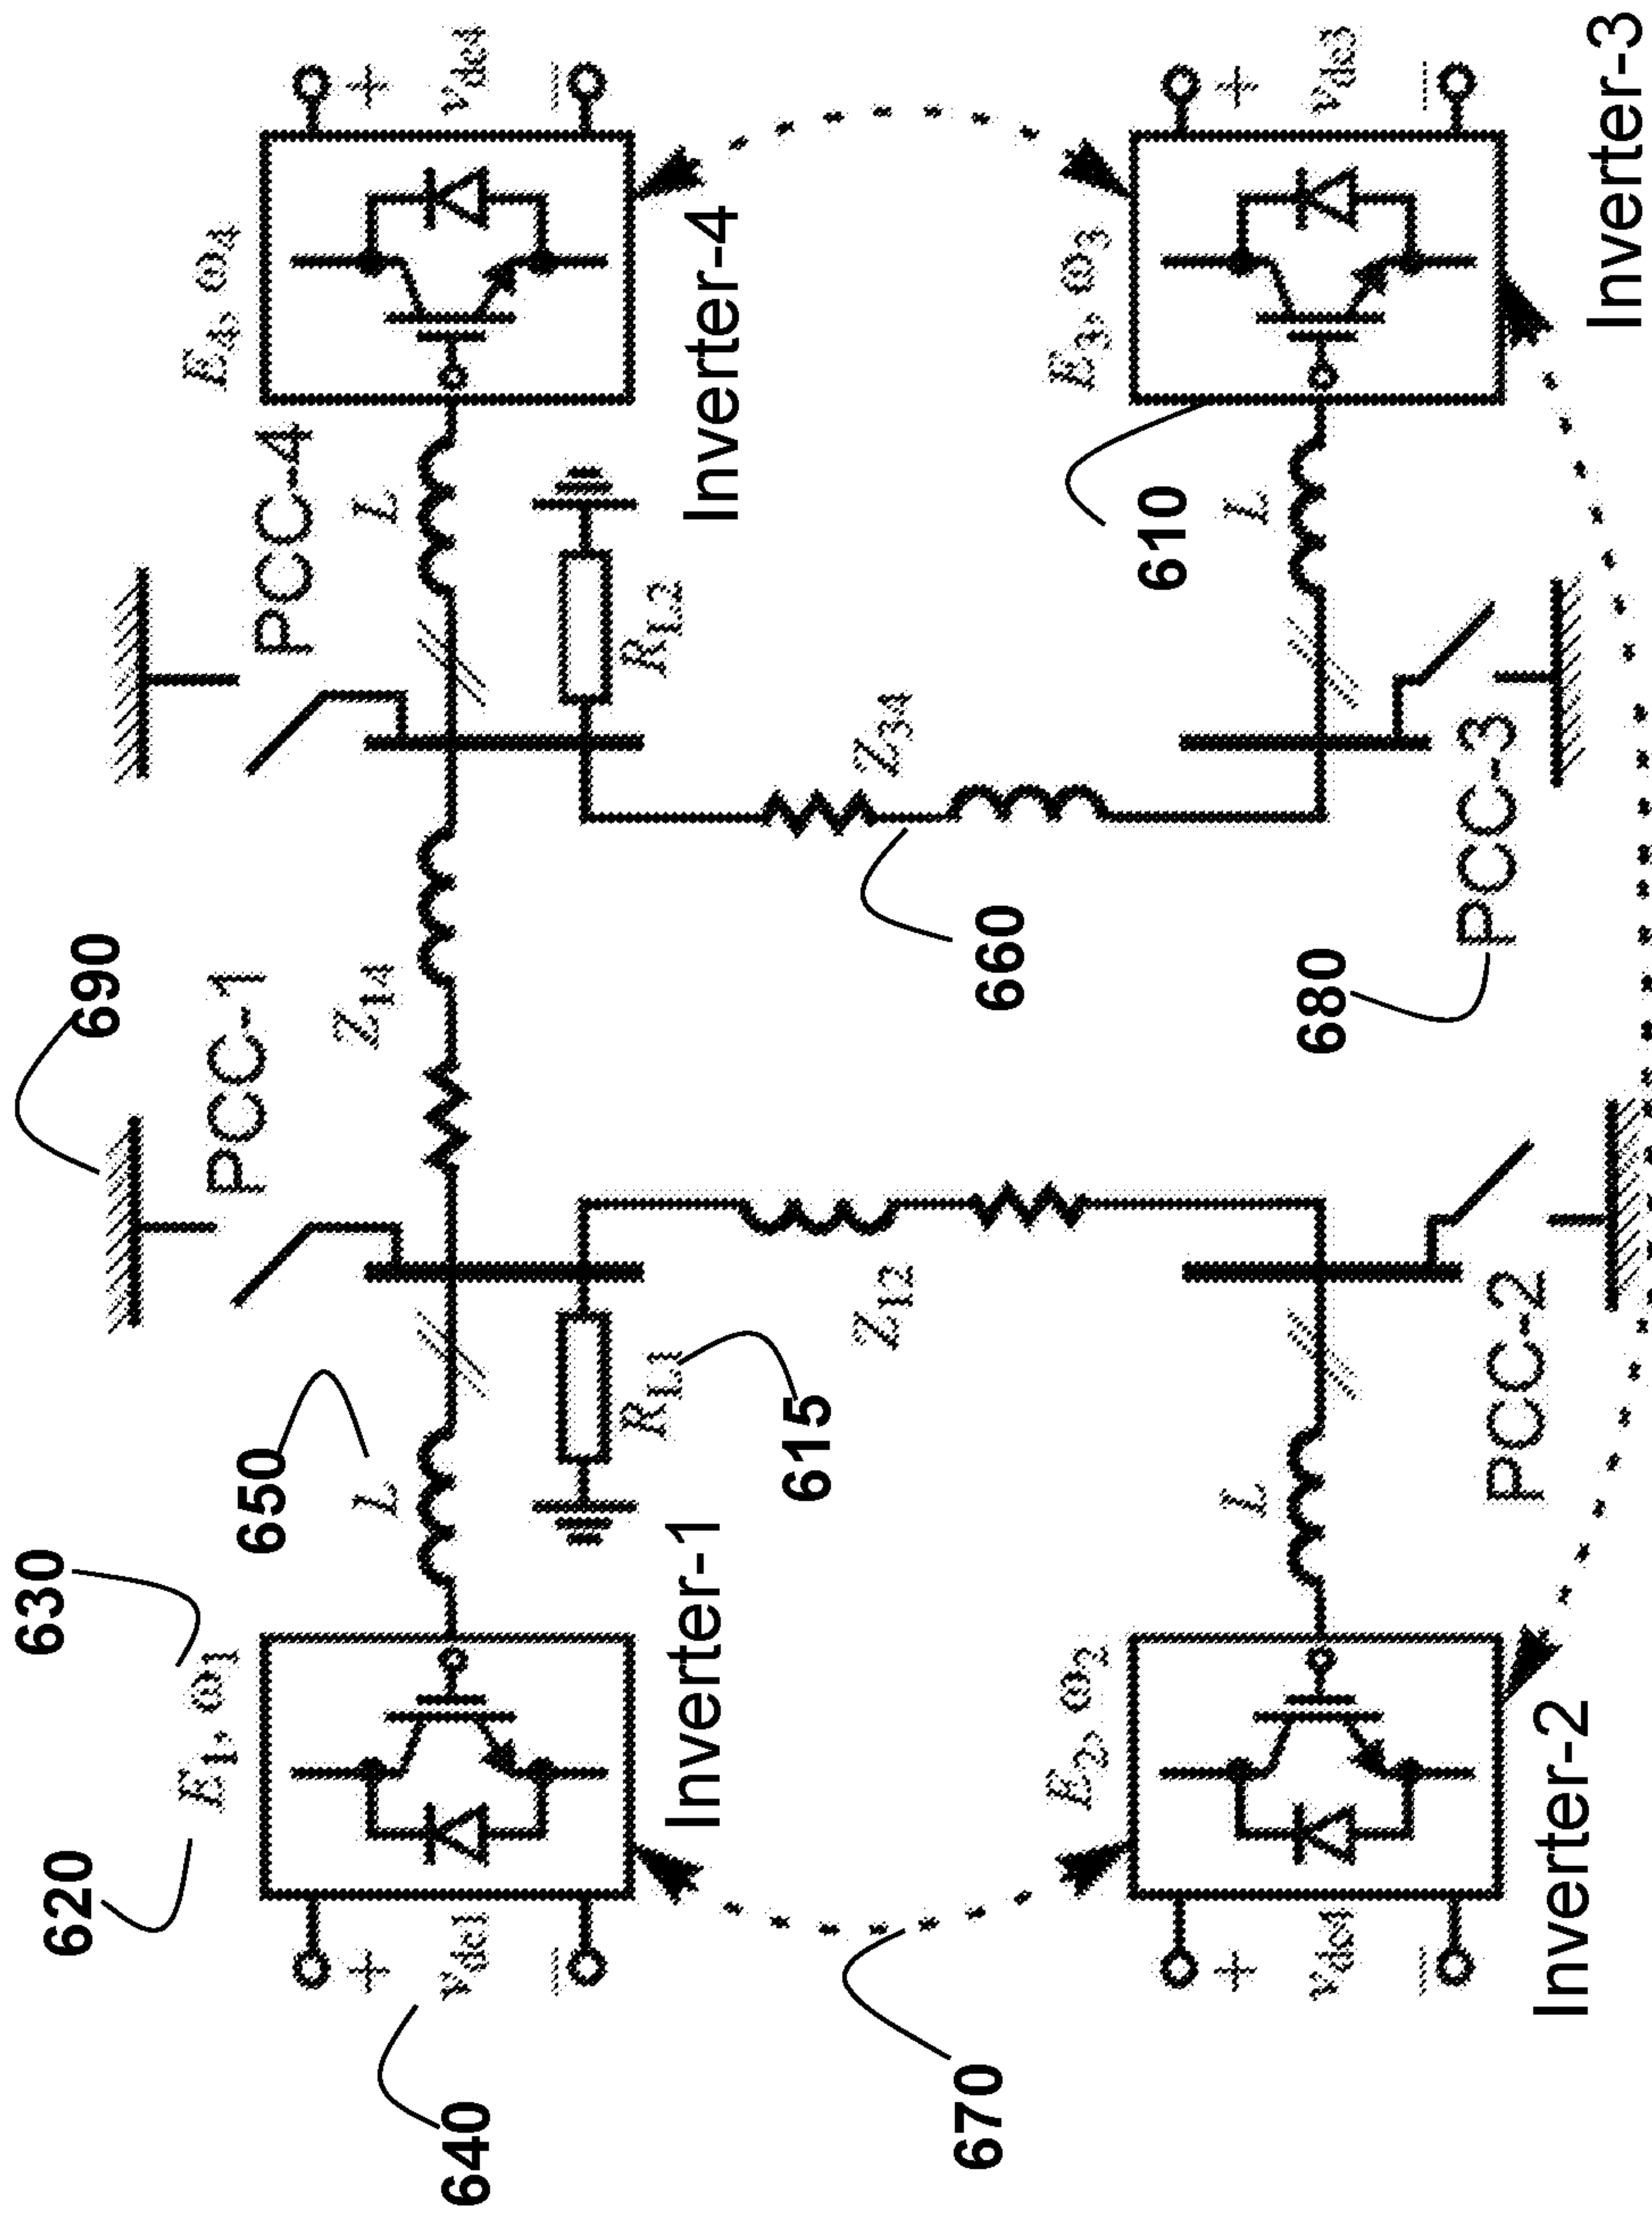 630
620
690
E1, ω1
E4, ω4
PCC-1
650
PCC-4
+
+
Z14
L
L
640
vdc1
vdc4
−
−
RL1
RL2
Inverter-1
Inverter-4
615
Z12
Z34
670
660
E2, ω2
E3, ω3
610
+
+
L
L
680
vdc3
−
−
PCC-2
PCC-3
Inverter-2
Inverter-3